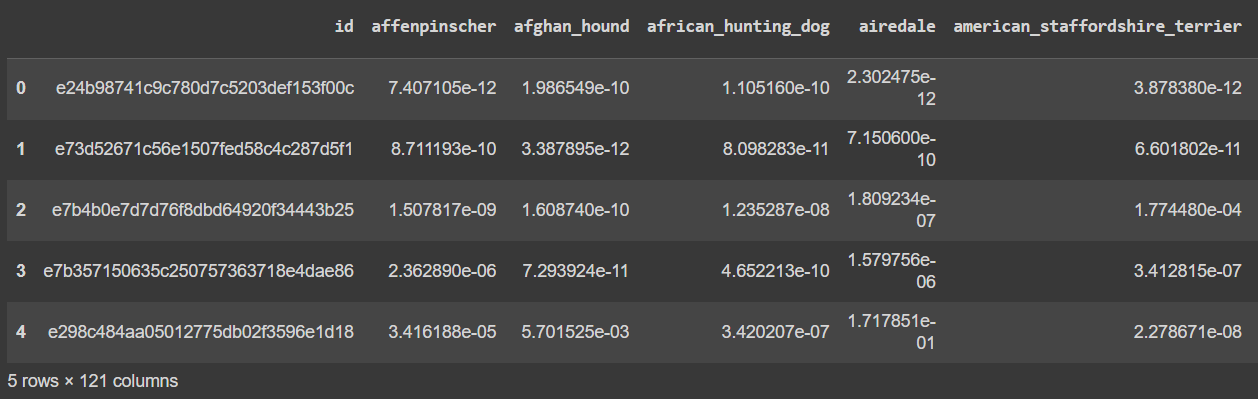 id affenpinscher afghan_hound african_hunting_dog airedale american_staffordshire_terrier
0 e24b98741c9c780d7c5203def153f00c 7.407105e-12 1.986549e-10 1.105160e-10 2.302475e-12 3.878380e-12
1 e73d52671c56e1507fed58c4c287d5f1 8.711193e-10 3.387895e-12 8.098283e-11 7.150600e-10 6.601802e-11
2 e7b4b0e7d7d76f8dbd64920f34443b25 1.507817e-09 1.608740e-10 1.235287e-08 1.809234e-07 1.774480e-04
3 e7b357150635c250757363718e4dae86 2.362890e-06 7.293924e-11 4.652213e-10 1.579756e-06 3.412815e-07
4 e298c484aa05012775db02f3596e1d18 3.416188e-05 5.701525e-03 3.420207e-07 1.717851e-01 2.278671e-08
5 rows × 121 columns